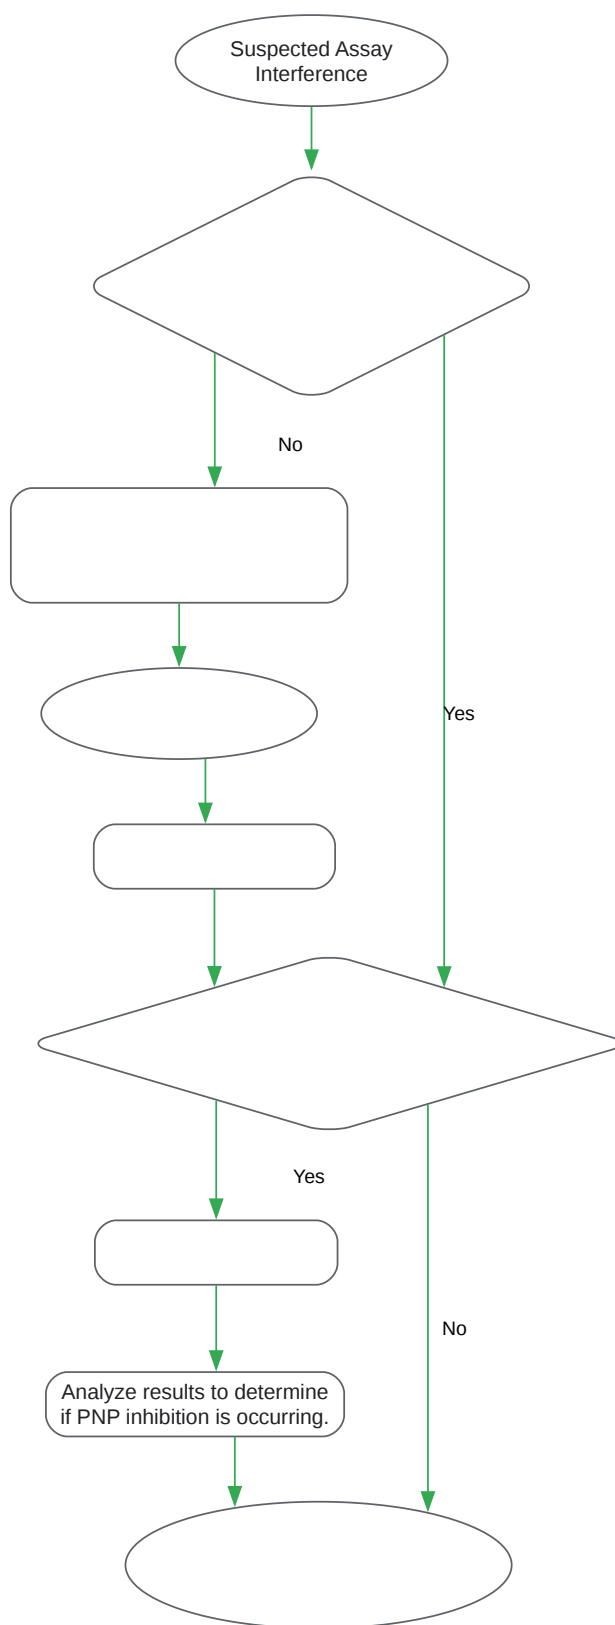 Suspected Assay
Interference
No
Yes
Yes
No
Analyze results to determine
if PNP inhibition is occurring.